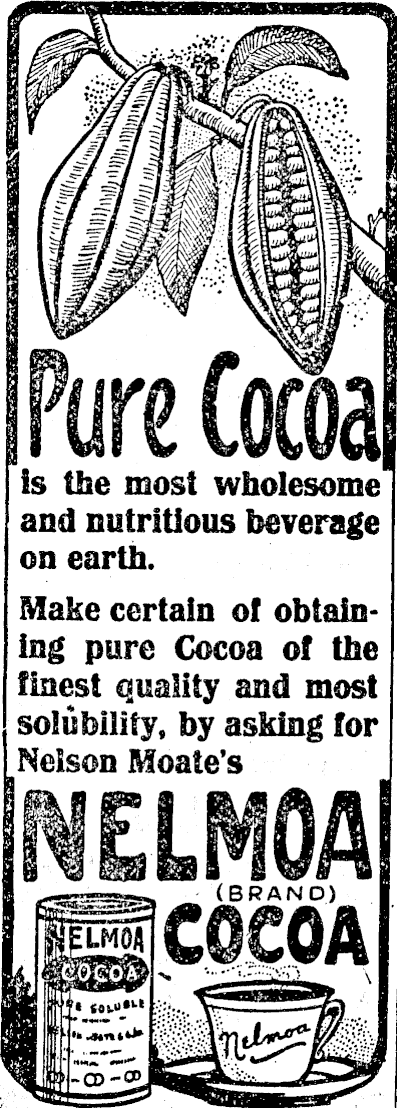 Pure Cocoa
is the most wholesome
and nutritious beverage
on earth.
Make certain of obtain-
ing pure Cocoa of the
finest quality and most
solubility, by asking for
Nelson Moate's
NELMOA
(BRAND)
COCOA
NELMOA
COCOA
SOLUBLE
Nelmoa